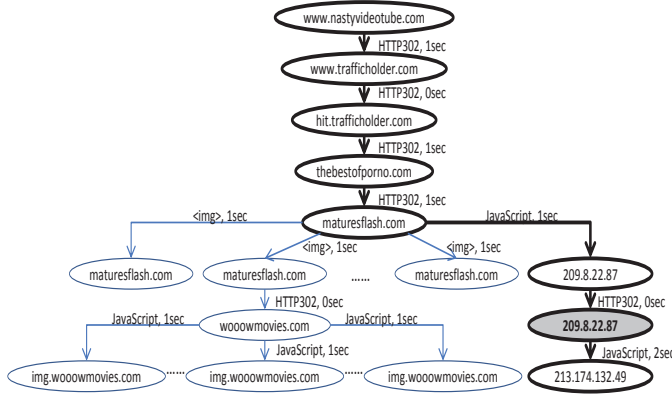 www.nastyvideotube.com
HTTP302, 1sec
www.trafficholder.com
HTTP302, 0sec
hit.trafficholder.com
HTTP302, 1sec
thebestofporno.com
HTTP302, 1sec
maturesflash.com
<img>, 1sec
JavaScript, 1sec
<img>, 1sec
<img>, 1sec
maturesflash.com
maturesflash.com
......
maturesflash.com
209.8.22.87
HTTP302, 0sec
HTTP302, 0sec
JavaScript, 1sec
wooowmovies.com
JavaScript, 1sec
209.8.22.87
JavaScript, 1sec
JavaScript, 2sec
img.wooowmovies.com
......
img.wooowmovies.com
......
img.wooowmovies.com
213.174.132.49